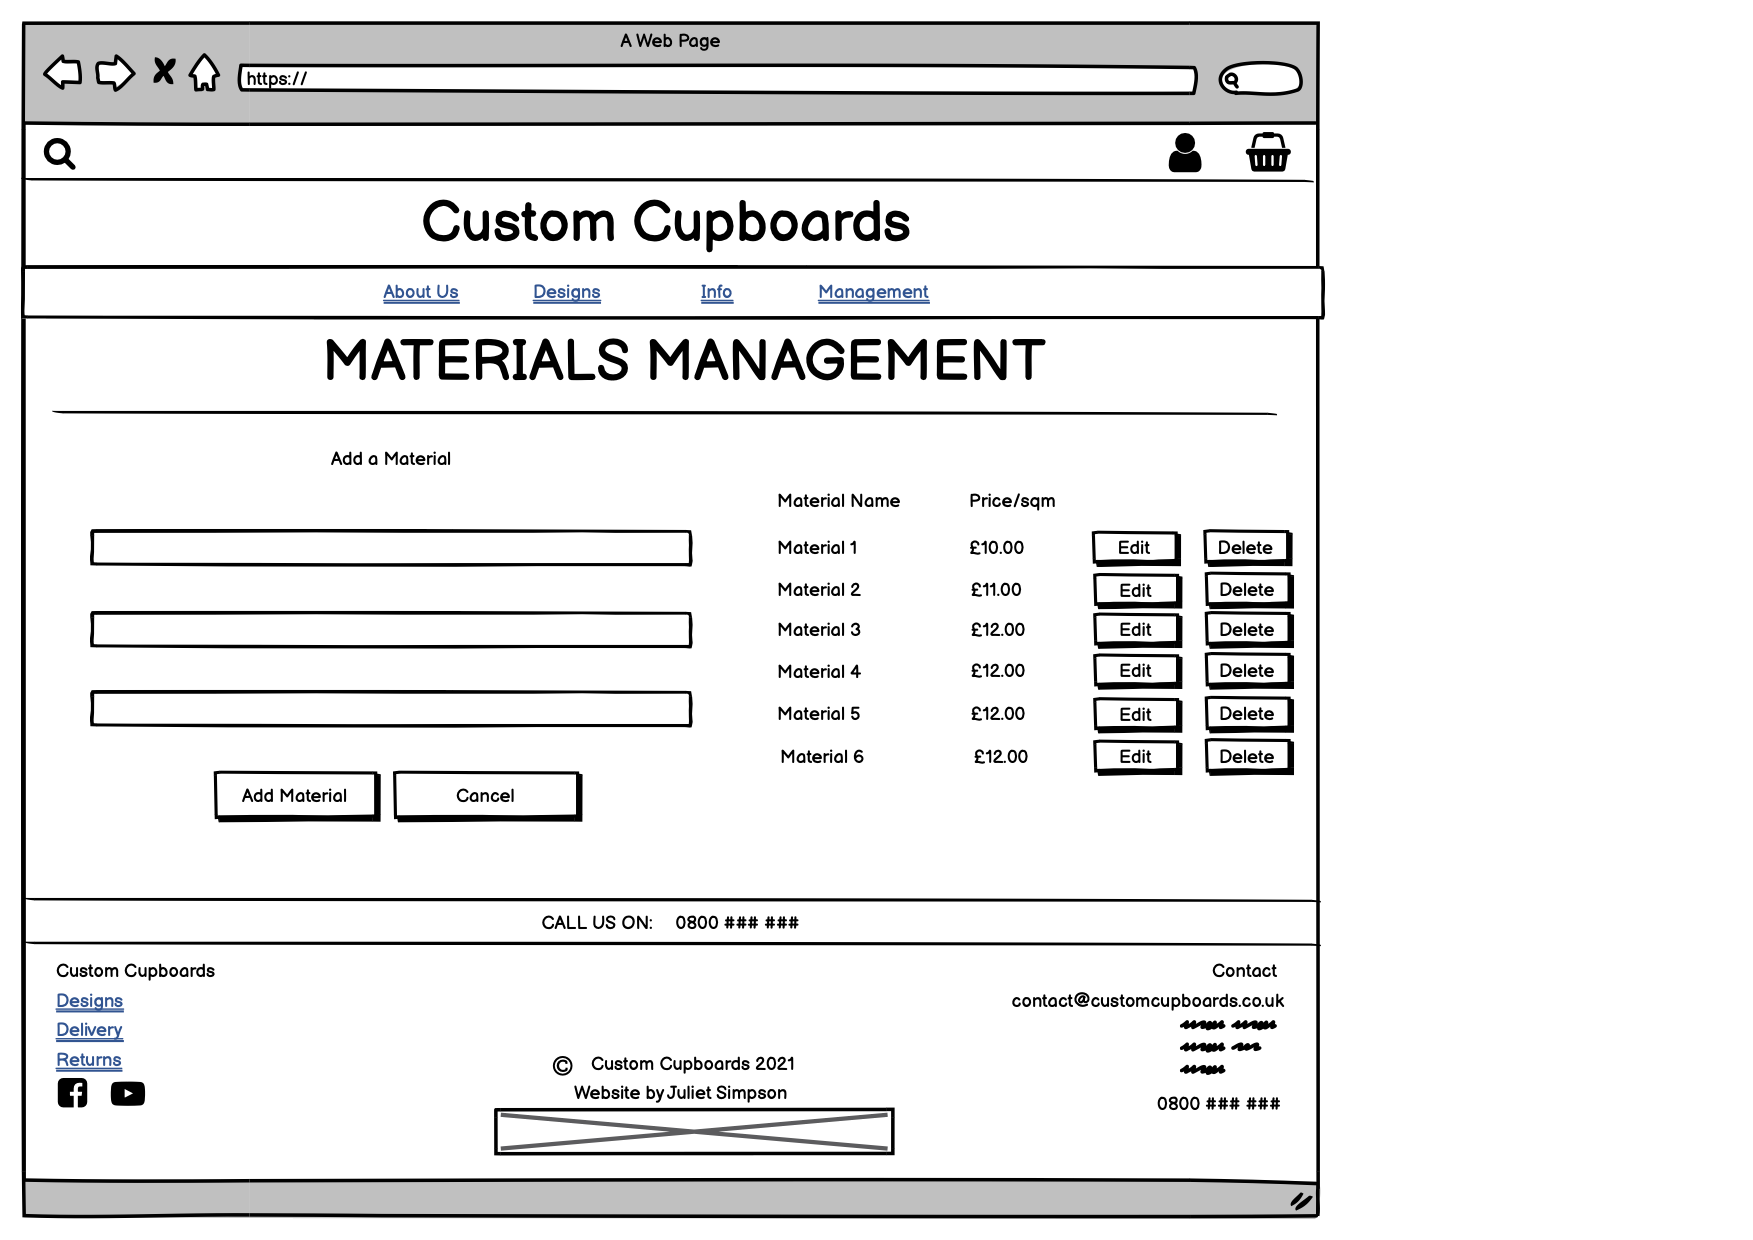 A Web Page
https://
Custom Cupboards
About Us Designs Info Management
MATERIALS MANAGEMENT
Add a Material
Material Name Price/sqm
Material 1 £10.00 Edit Delete
Material 2 £11.00 Edit Delete
Material 3 £12.00 Edit Delete
Material 4 £12.00 Edit Delete
Material 5 £12.00 Edit Delete
Material 6 £12.00 Edit Delete
Add Material Cancel
CALL US ON: 0800 ### ###
Custom Cupboards
Designs
Delivery
Returns
© Custom Cupboards 2021
Website by Juliet Simpson
Contact
contact@customcupboards.co.uk
0800 ### ###